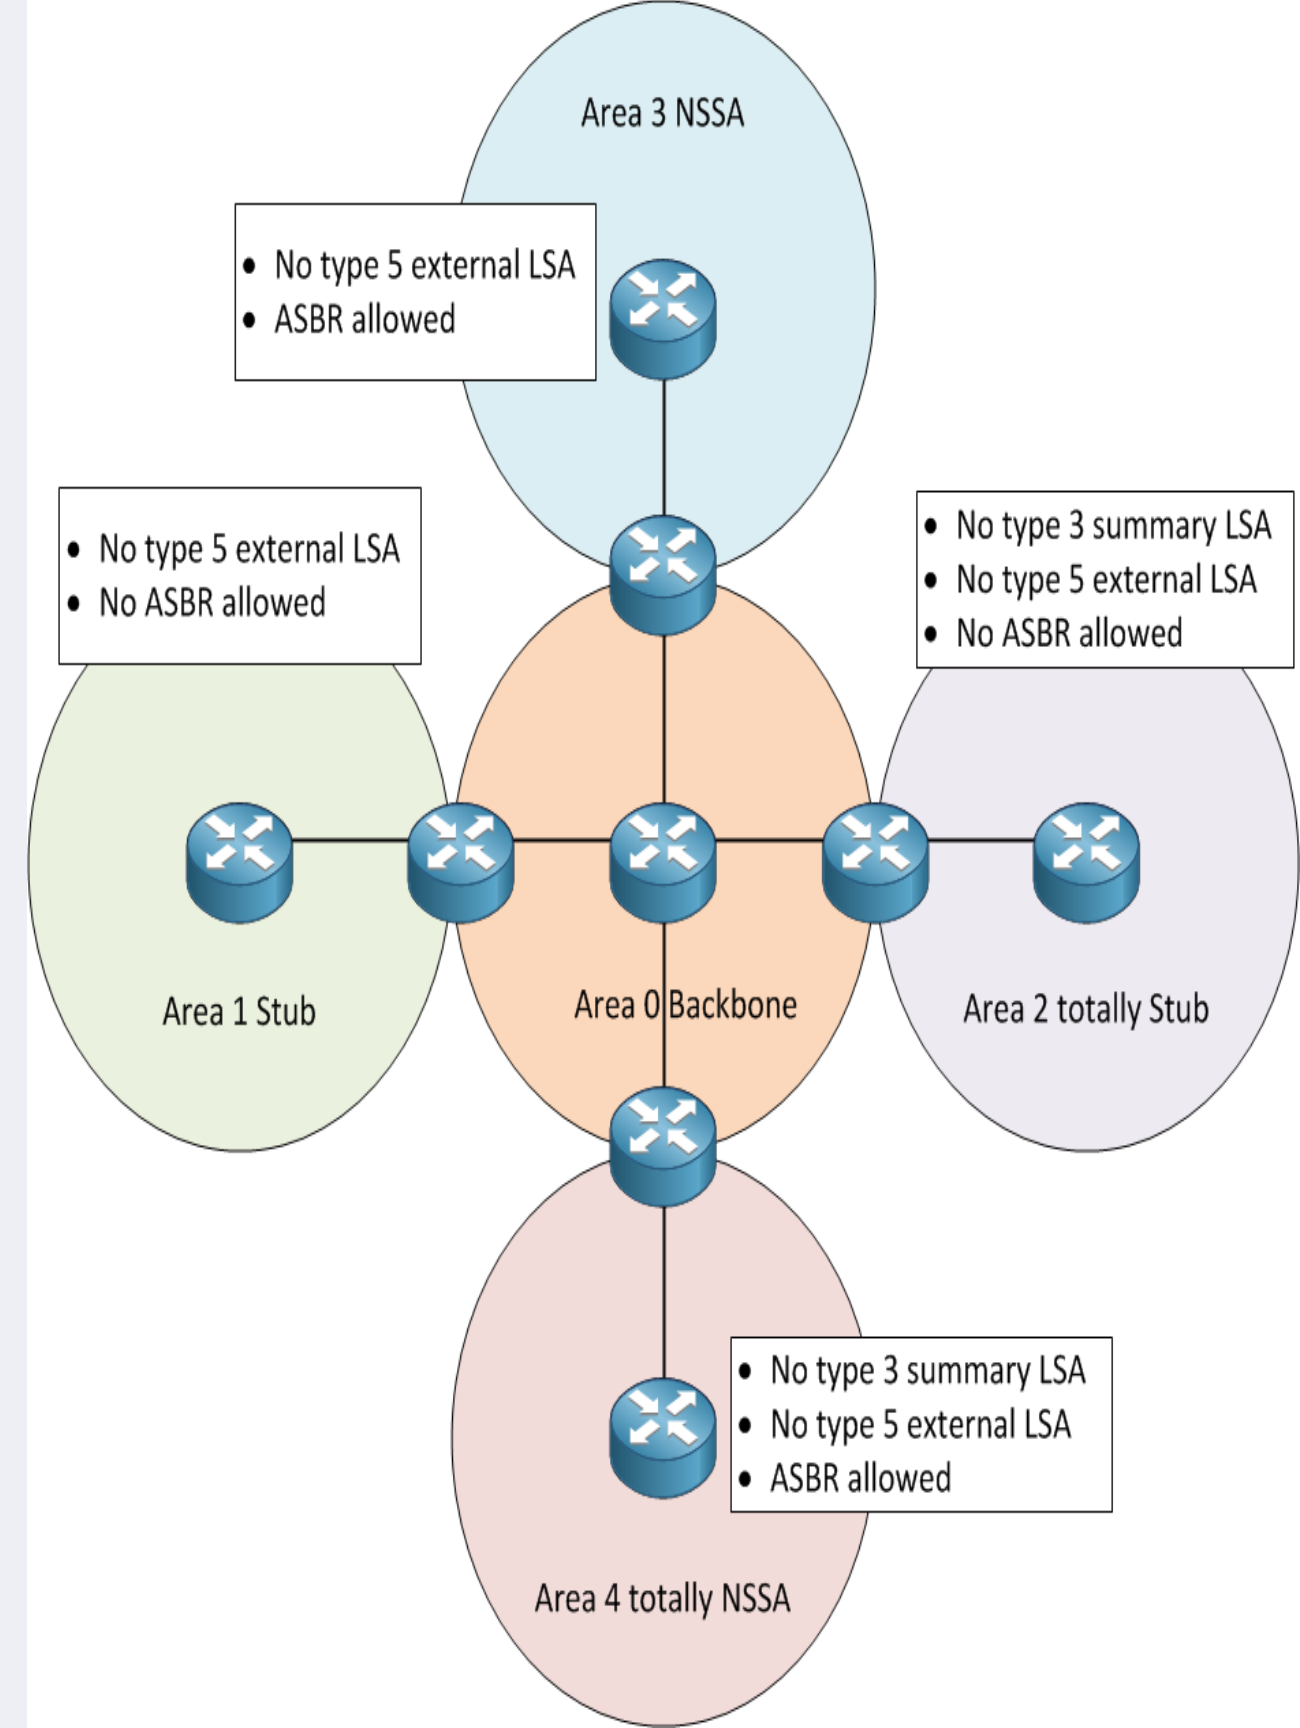 Area 3 NSSA
• No type 5 external LSA
• ASBR allowed
• No type 5 external LSA
• No ASBR allowed
• No type 3 summary LSA
• No type 5 external LSA
• No ASBR allowed
Area 1 Stub
Area 0 Backbone
Area 2 totally Stub
• No type 3 summary LSA
• No type 5 external LSA
• ASBR allowed
Area 4 totally NSSA